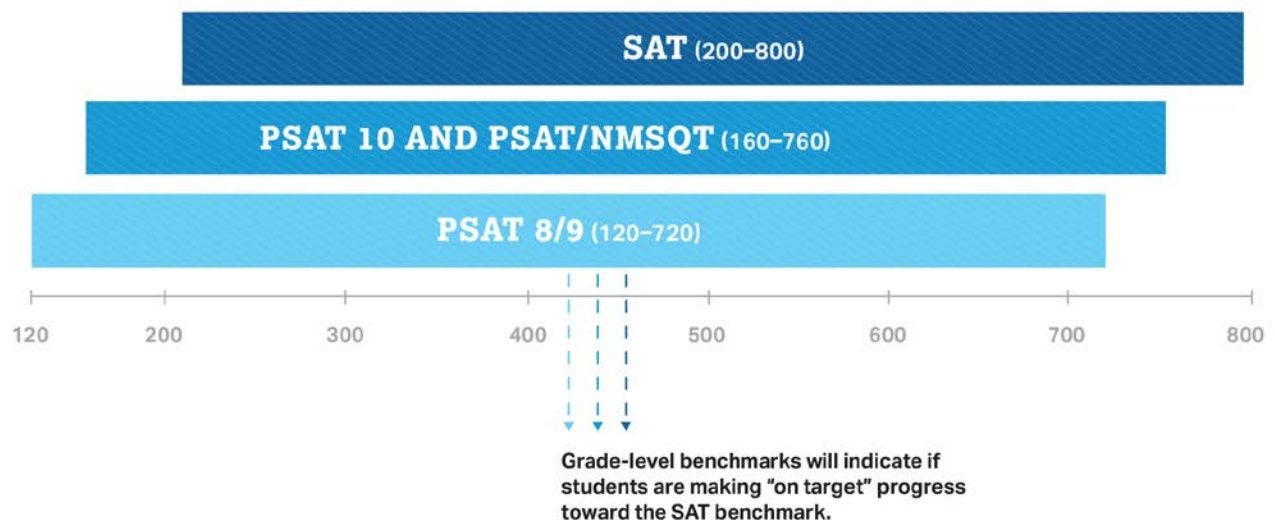 SAT (200–800)
PSAT 10 AND PSAT/NMSQT (160–760)
PSAT 8/9 (120–720)
120 200 300 400 500 600 700 800
Grade-level benchmarks will indicate if
students are making "on target" progress
toward the SAT benchmark.